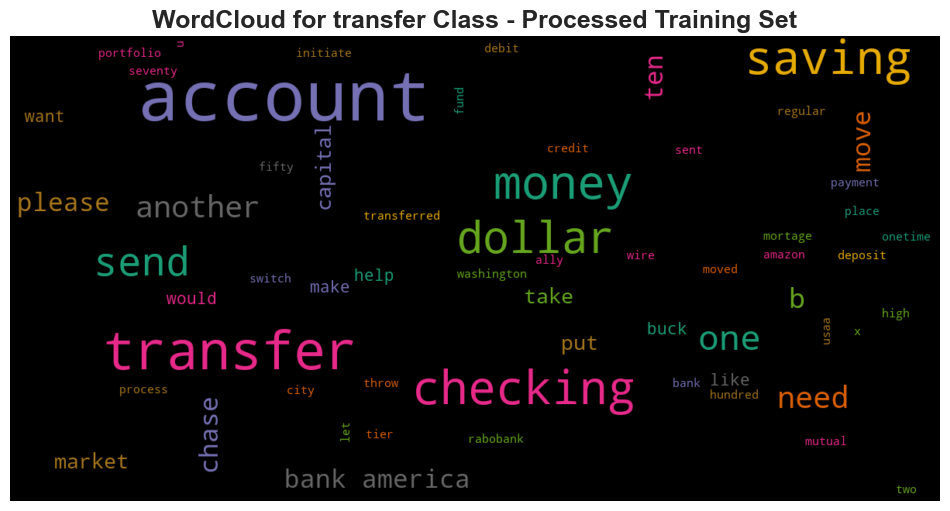 WordCloud for transfer Class - Processed Training Set
portfolio
u
initiate
debit
saving
seventy
account
ten
fund
want
regular
move
capital
credit
sent
fifty
money
payment
please
another
transferred
place
dollar
mortage
onetime
send
ally
wire
amazon
deposit
switch
help
washington
moved
would
make
take
b
high
buck
one
usaa
x
transfer
put
process
city
throw
checking
bank
like
hundred
need
chase
let
tier
rabobank
mutual
market
bank america
two